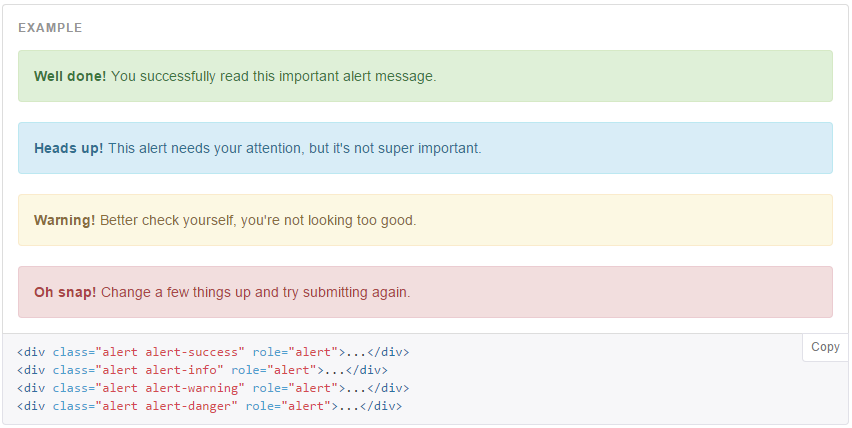 EXAMPLE
Well done! You successfully read this important alert message.
Heads up! This alert needs your attention, but it's not super important.
Warning! Better check yourself, you're not looking too good.
Oh snap! Change a few things up and try submitting again.
Copy
<div class="alert alert-success" role="alert">...</div>
<div class="alert alert-info" role="alert">...</div>
<div class="alert alert-warning" role="alert">...</div>
<div class="alert alert-danger" role="alert">...</div>